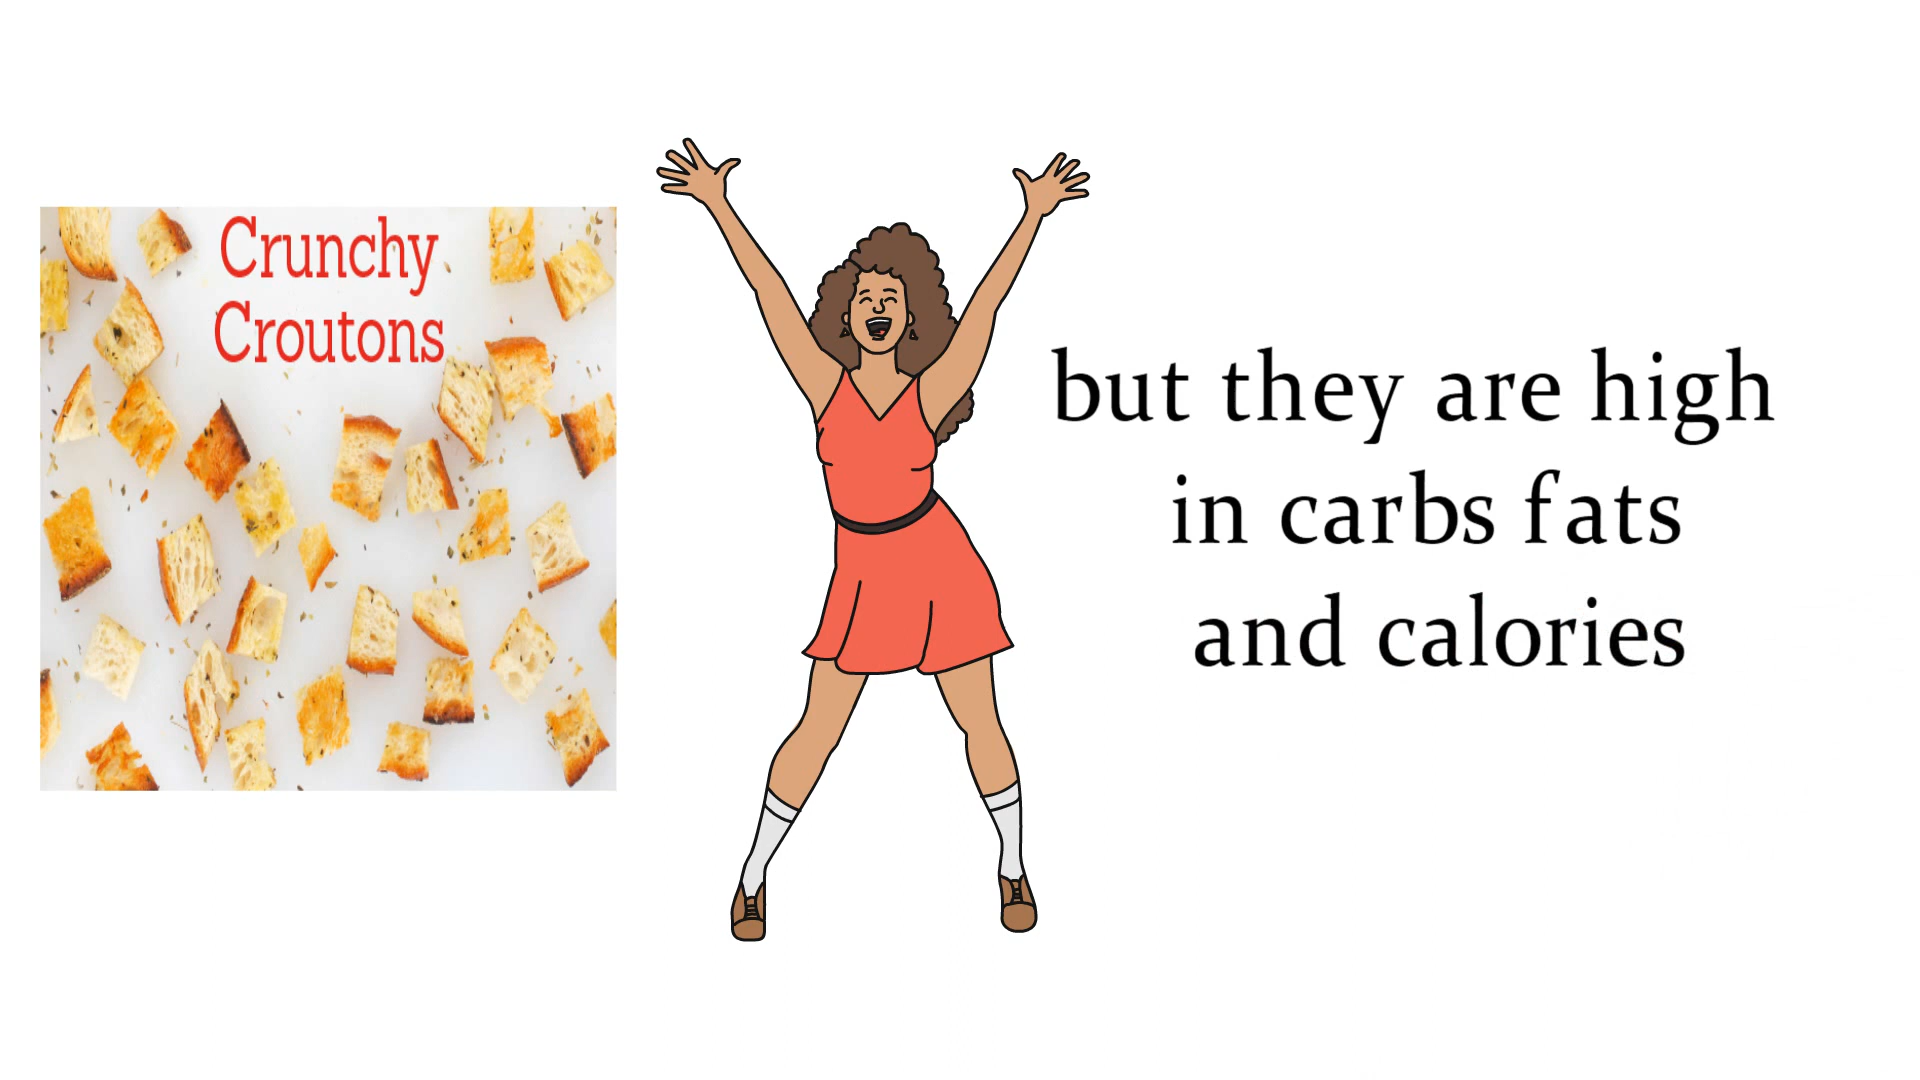 Crunchy
Croutons
but they are high
in carbs fats
and calories